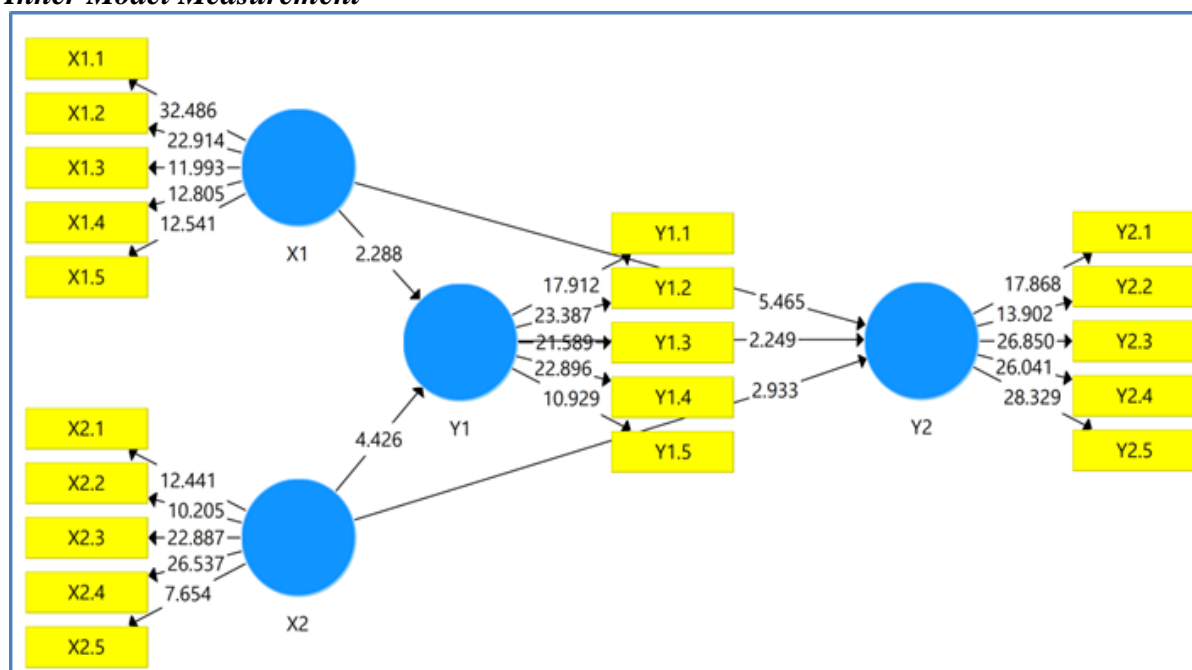 Inner Model Measurement
X1.1
X1.2
X1.3
X1.4
X1.5
32.486
22.914
11.993
12.805
12.541
X1
2.288
X2.1
X2.2
X2.3
X2.4
X2.5
12.441
10.205
22.887
26.537
7.654
X2
4.426
Y1
17.912
23.387
21.589
22.896
10.929
Y1.1
Y1.2
Y1.3
Y1.4
Y1.5
5.465
2.249
2.933
Y2
17.868
13.902
26.850
26.041
28.329
Y2.1
Y2.2
Y2.3
Y2.4
Y2.5